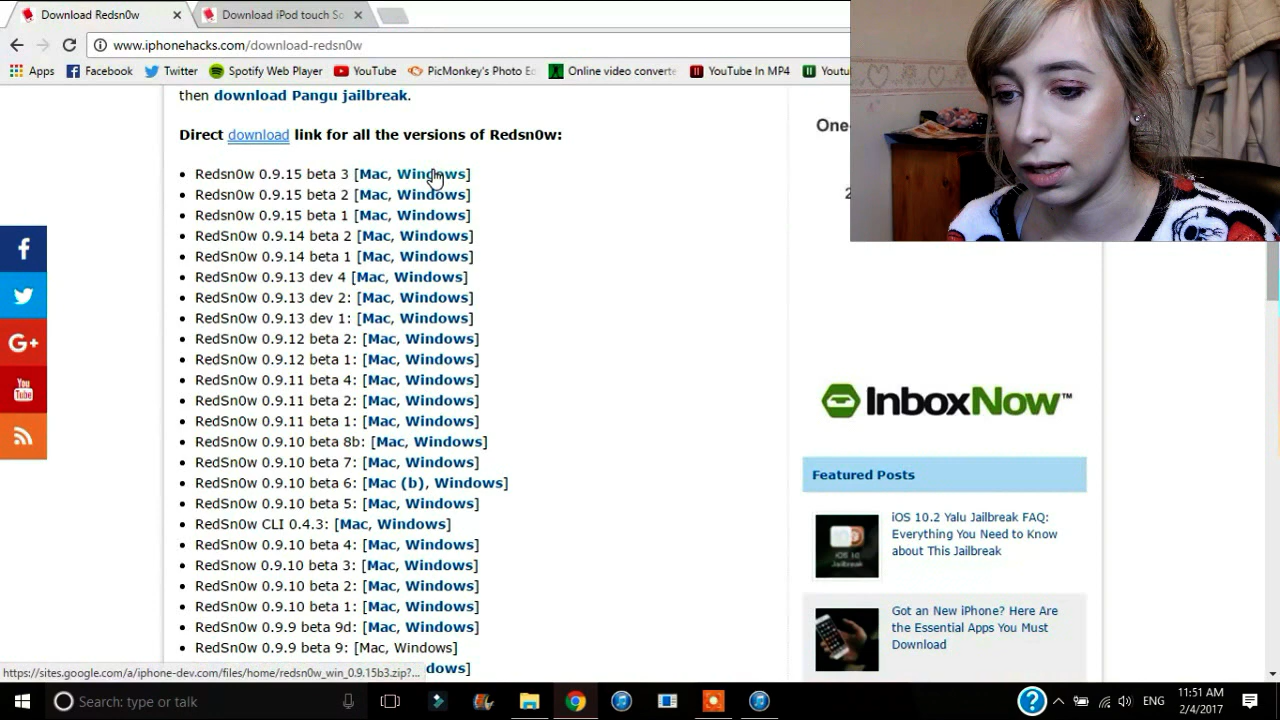 Download Redsn0w
Download iPod touch So
www.iphonehacks.com/download-redsn0w
Apps Facebook Twitter Spotify Web Player YouTube PicMonkey's Photo Ed Online video converte YouTube In MP4 Youtu
then download Pangu jailbreak.
Direct download link for all the versions of Redsn0w:
Redsn0w 0.9.15 beta 3 [Mac, Windows]
Redsn0w 0.9.15 beta 2 [Mac, Windows]
Redsn0w 0.9.15 beta 1 [Mac, Windows]
RedSn0w 0.9.14 beta 2 [Mac, Windows]
RedSn0w 0.9.14 beta 1 [Mac, Windows]
RedSn0w 0.9.13 dev 4 [Mac, Windows]
RedSn0w 0.9.13 dev 2: [Mac, Windows]
RedSn0w 0.9.13 dev 1: [Mac, Windows]
RedSn0w 0.9.12 beta 2: [Mac, Windows]
RedSn0w 0.9.12 beta 1: [Mac, Windows]
RedSn0w 0.9.11 beta 4: [Mac, Windows]
RedSn0w 0.9.11 beta 2: [Mac, Windows]
RedSn0w 0.9.11 beta 1: [Mac, Windows]
RedSn0w 0.9.10 beta 8b: [Mac, Windows]
RedSn0w 0.9.10 beta 7: [Mac, Windows]
RedSn0w 0.9.10 beta 6: [Mac (b), Windows]
RedSn0w 0.9.10 beta 5: [Mac, Windows]
RedSn0w CLI 0.4.3: [Mac, Windows]
RedSn0w 0.9.10 beta 4: [Mac, Windows]
RedSn0w 0.9.10 beta 3: [Mac, Windows]
RedSn0w 0.9.10 beta 2: [Mac, Windows]
RedSn0w 0.9.10 beta 1: [Mac, Windows]
RedSn0w 0.9.9 beta 9d: [Mac, Windows]
RedSn0w 0.9.9 beta 9: [Mac, Windows]
dows]
https://sites.google.com/a/iphone-dev.com/files/home/redsn0w_win_0.9.15b3.zip?...
One-
2
InboxNow™
Featured Posts
iOS 10.2 Yalu Jailbreak FAQ:
Everything You Need to Know
about This Jailbreak
iOS 10
Jailbreak
Got an New iPhone? Here Are
the Essential Apps You Must
Download
You Tube
G+
Search: type or talk
ENG
11:51 AM
2/4/2017